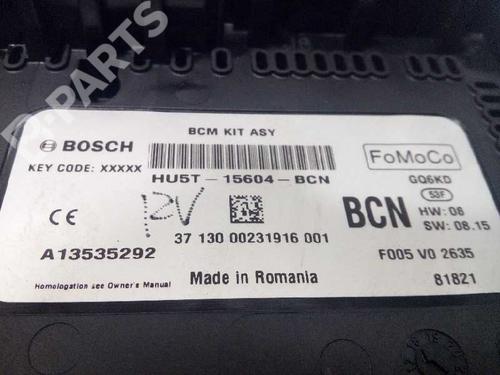 B-PARTS
BCM KIT ASY
BOSCH
KEY CODE: XXXXX
HU5T-15604-BCN
FoMoCo
GQ6KD
53F
CE
12V
BCN
HW: 08
SW: 08.15
37 130 00231916 001
A13535292
F005 V0 2635
Made in Romania
81821
Homologation see Owner's Manual